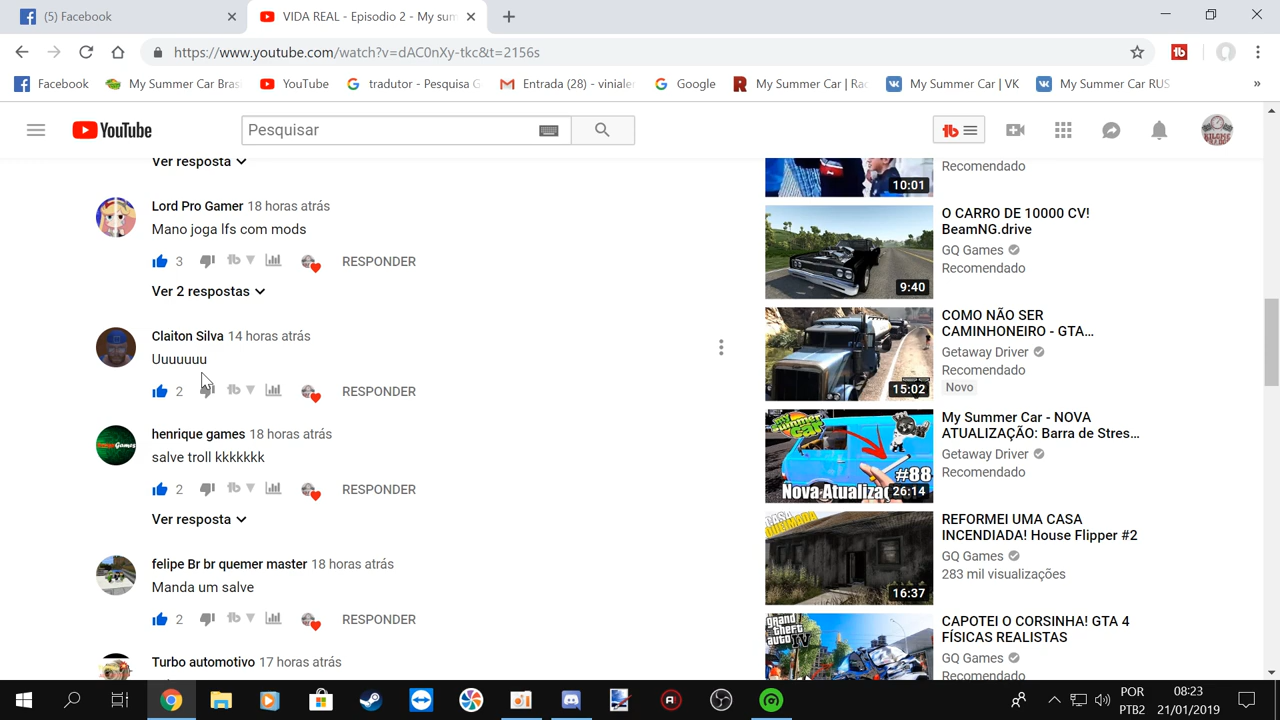 (5) Facebook
VIDA REAL - Episodio 2 - My sum
https://www.youtube.com/watch?v=dAC0nXy-tkc&t=2156s
Facebook
My Summer Car Bras
YouTube
tradutor - Pesquisa G
Entrada (28) - viniale
Google
My Summer Car | Rac
My Summer Car | VK
My Summer Car RUS
»
YouTube
Pesquisar
Ver resposta
Lord Pro Gamer 18 horas atrás
Mano joga lfs com mods
3 RESPONDER
Ver 2 respostas
Claiton Silva 14 horas atrás
Uuuuuuu
2 RESPONDER
henrique games 18 horas atrás
salve troll kkkkkkk
2 RESPONDER
Ver resposta
felipe Br br quemer master 18 horas atrás
Manda um salve
2 RESPONDER
Turbo automotivo 17 horas atrás
10:01
Recomendado
9:40
O CARRO DE 10000 CV!
BeamNG.drive
GQ Games
Recomendado
15:02
COMO NÃO SER
CAMINHONEIRO - GTA…
Getaway Driver
Recomendado
Novo
#88
Nova Atualizaç
26:14
My Summer Car - NOVA
ATUALIZAÇÃO: Barra de Stres…
Getaway Driver
Recomendado
16:37
REFORMEI UMA CASA
INCENDIADA! House Flipper #2
GQ Games
283 mil visualizações
grand
theft
auto
IV
CAPOTEI O CORSINHA! GTA 4
FÍSICAS REALISTAS
GQ Games
Recomendado
POR
PTB2
08:23
21/01/2019